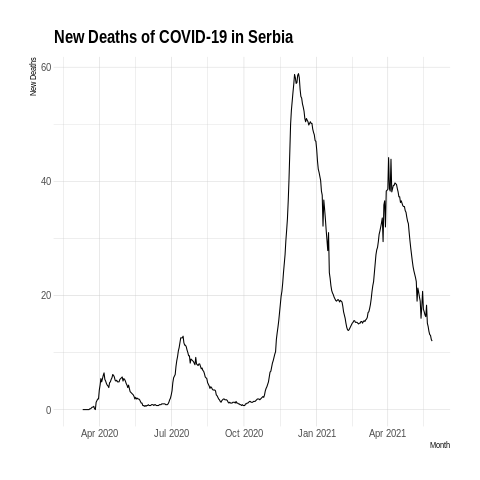 New Deaths of COVID-19 in Serbia
New Deaths
60
40
20
0
Apr 2020 Jul 2020 Oct 2020 Jan 2021 Apr 2021
Month